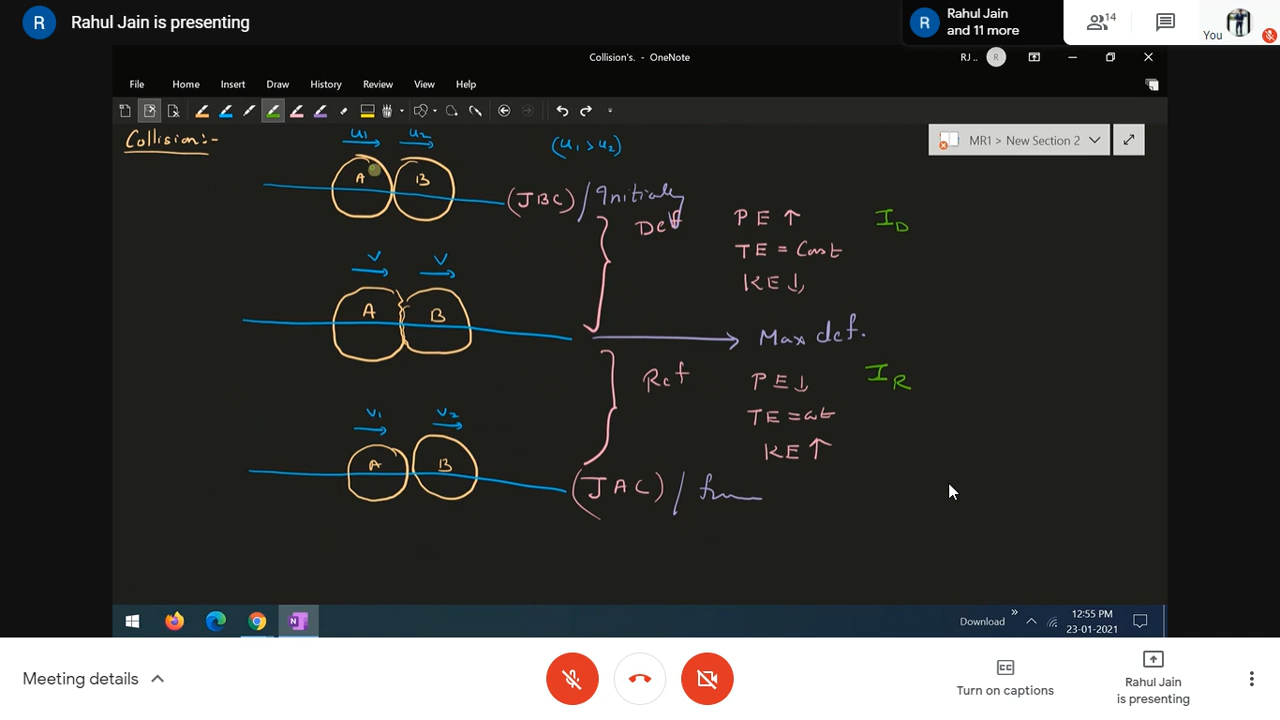 Rahul Jain is presenting
Rahul Jain
and 11 more
14
You
Collision's. - OneNote
RJ ..
File Home Insert Draw History Review View Help
MR1 > New Section 2
Collision:-
u1 u2
(u1 > u2)
A B
(JBC) / Initially
Def
PE ↑
ID
TE = Const
KE ↓
V V
A B
Max def.
Ref
PE ↓
IR
TE =
KE ↑
V1 V2
A B
(JAC) /
Download
12:55 PM
23-01-2021
Meeting details
Turn on captions
Rahul Jain
is presenting